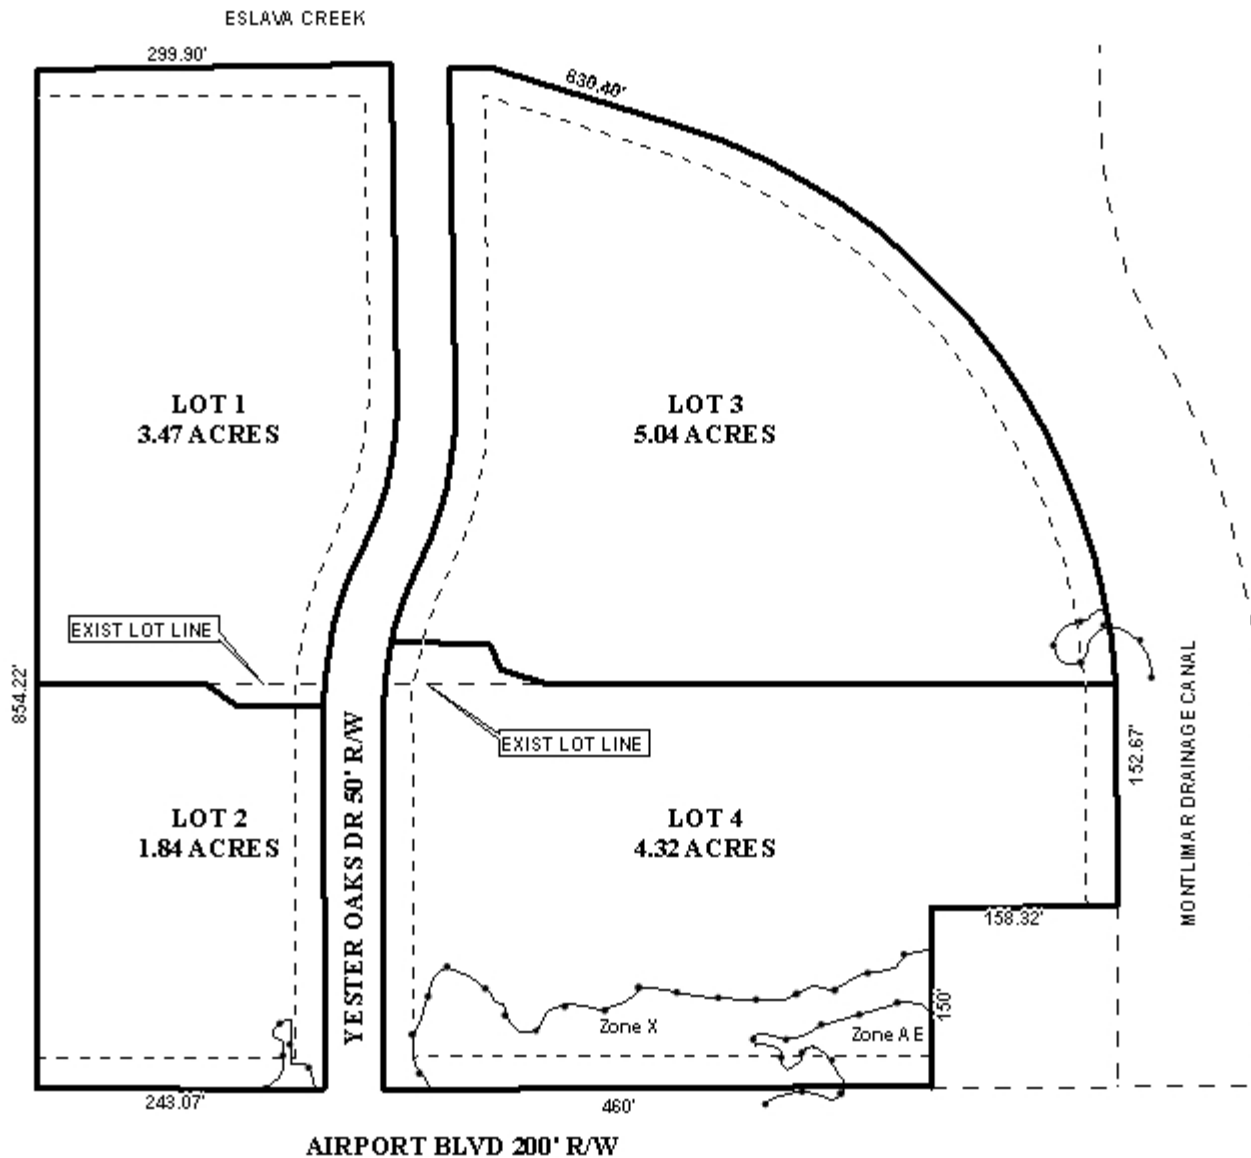 ESLAVA CREEK
299.90'
830.40'
LOT 1
3.47 ACRES
LOT 3
5.04 ACRES
EXIST LOT LINE
854.22'
EXIST LOT LINE
YESTER OAKS DR 50' R/W
152.67'
MONTLIMAR DRAINAGE CANAL
LOT 2
1.84 ACRES
LOT 4
4.32 ACRES
158.32'
150'
Zone X
Zone AE
243.07'
460'
AIRPORT BLVD 200' R/W